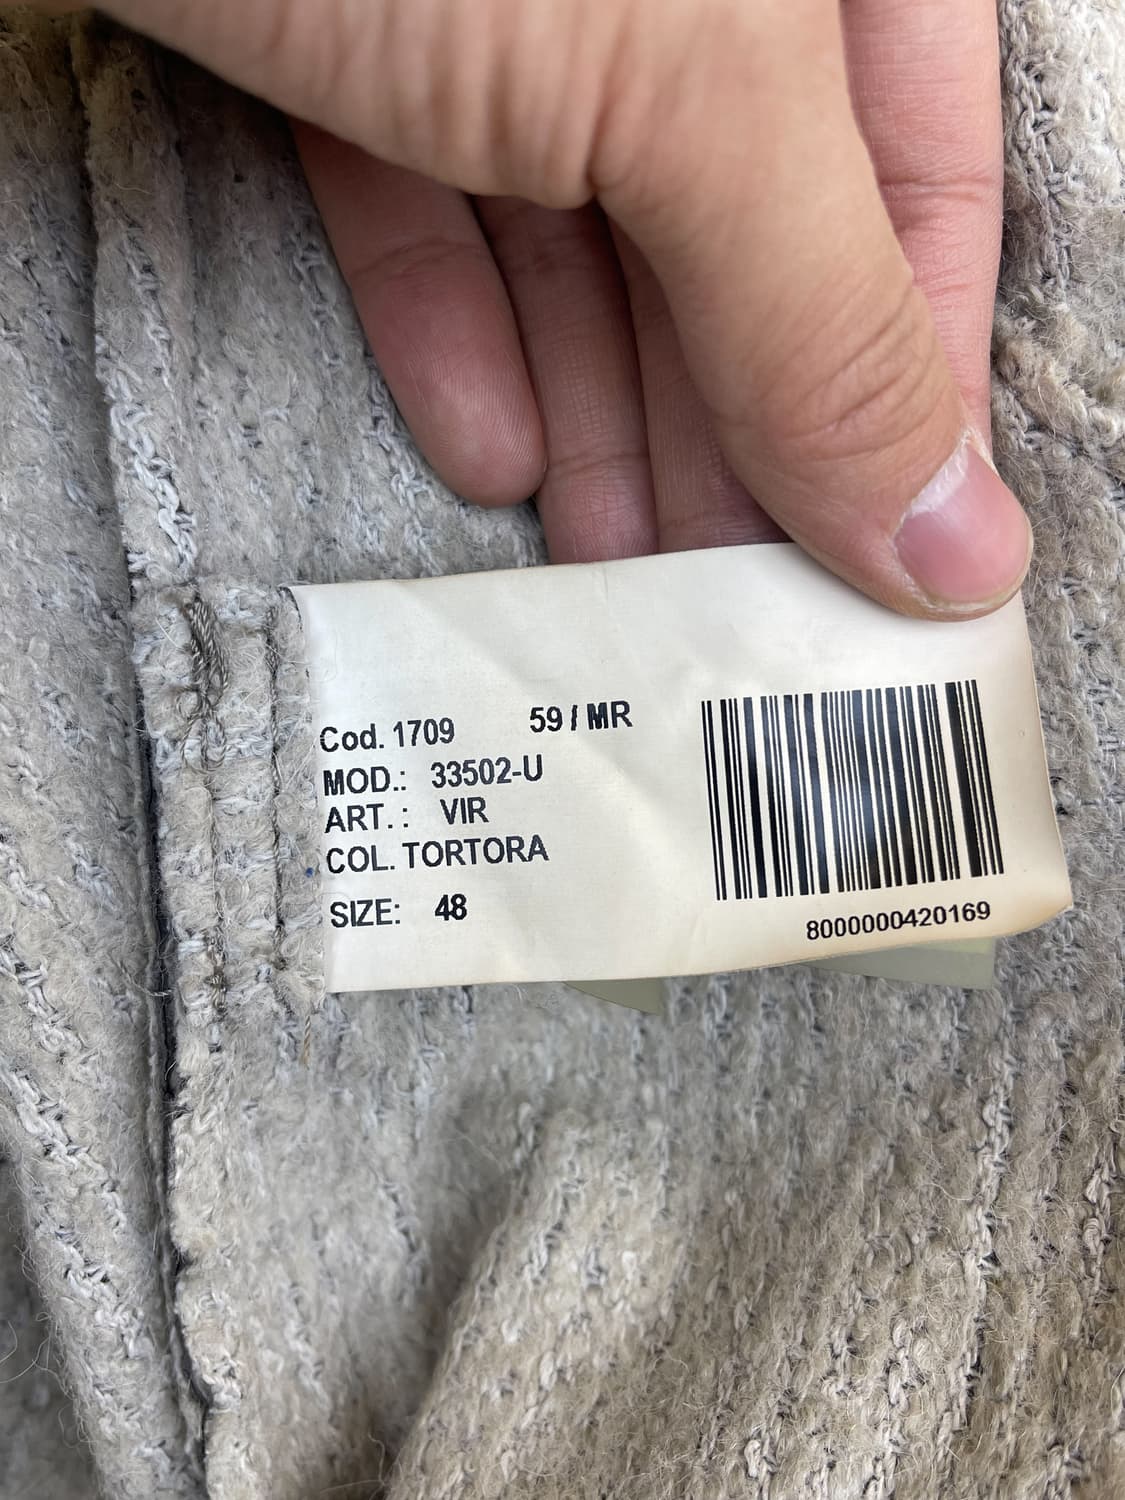 Cod. 1709 59 / MR
MOD.: 33502-U
ART. : VIR
COL. TORTORA
SIZE: 48
8000000420169